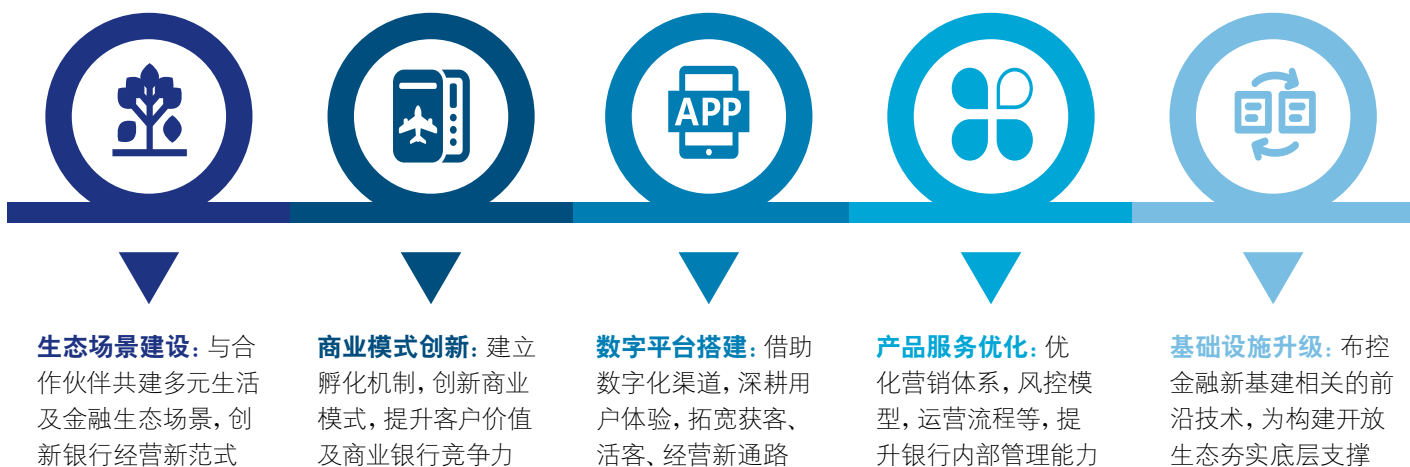 APP
生态场景建设: 与合
作伙伴共建多元生活
及金融生态场景, 创
新银行经营新范式
商业模式创新: 建立
孵化机制, 创新商业
模式, 提升客户价值
及商业银行竞争力
数字平台搭建: 借助
数字化渠道, 深耕用
户体验, 拓宽获客、
活客、经营新通路
产品服务优化: 优
化营销体系, 风控模
型, 运营流程等, 提
升银行内部管理能力
基础设施升级: 布控
金融新基建相关的前
沿技术, 为构建开放
生态夯实底层支撑